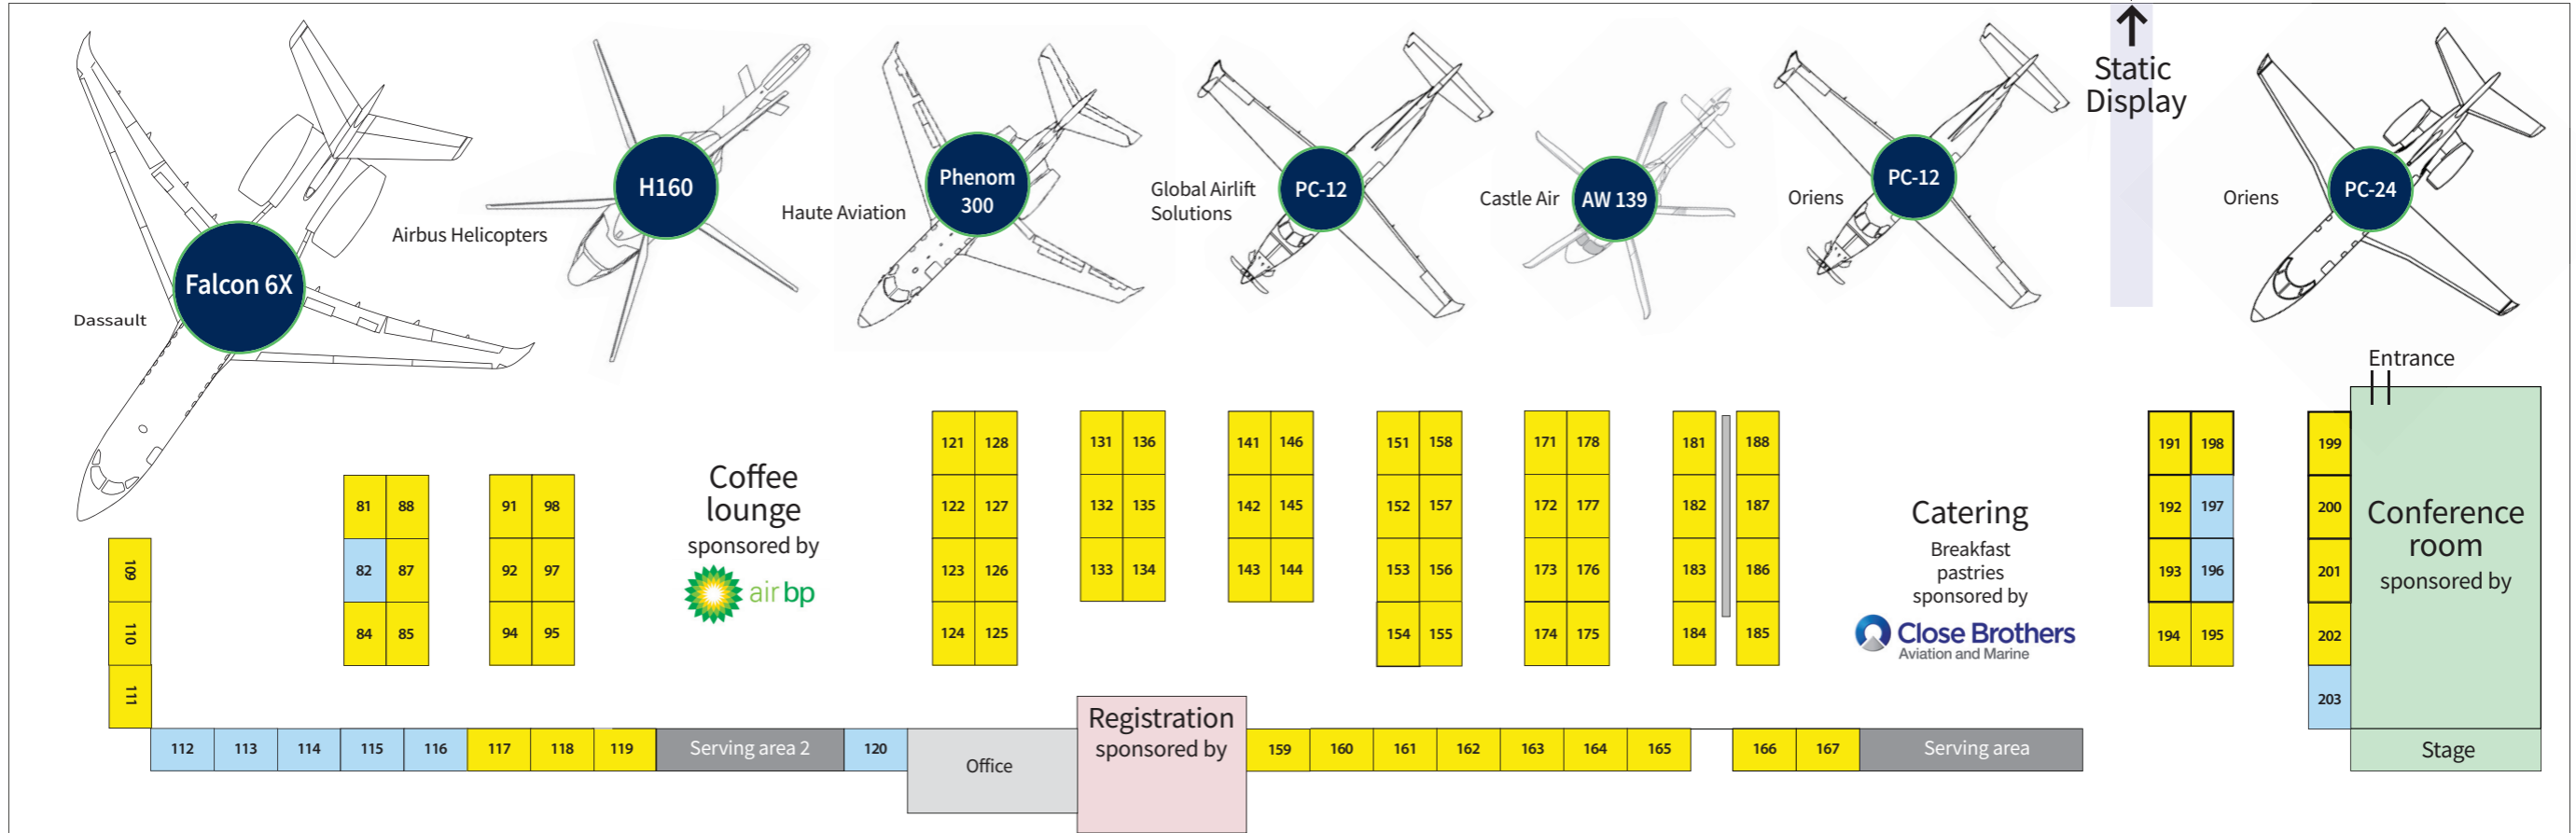 Static
Display
Falcon 6X
Dassault
Airbus Helicopters
H160
Haute Aviation
Phenom
300
Global Airlift
Solutions
PC-12
Castle Air
AW 139
Oriens
PC-12
Oriens
PC-24
Entrance
109
110
111
81 88
82 87
84 85
91 98
92 97
94 95
Coffee
lounge
sponsored by
air bp
121 128
122 127
123 126
124 125
131 136
132 135
133 134
141 146
142 145
143 144
151 158
152 157
153 156
154 155
171 178
172 177
173 176
174 175
181 188
182 187
183 186
184 185
Catering
Breakfast
pastries
sponsored by
Close Brothers
Aviation and Marine
191 198
192 197
193 196
194 195
199
200
201
202
203
Conference
room
sponsored by
Stage
112 113 114 115 116 117 118 119
Serving area 2
120
Office
Registration
sponsored by
159 160 161 162 163 164 165
166 167
Serving area